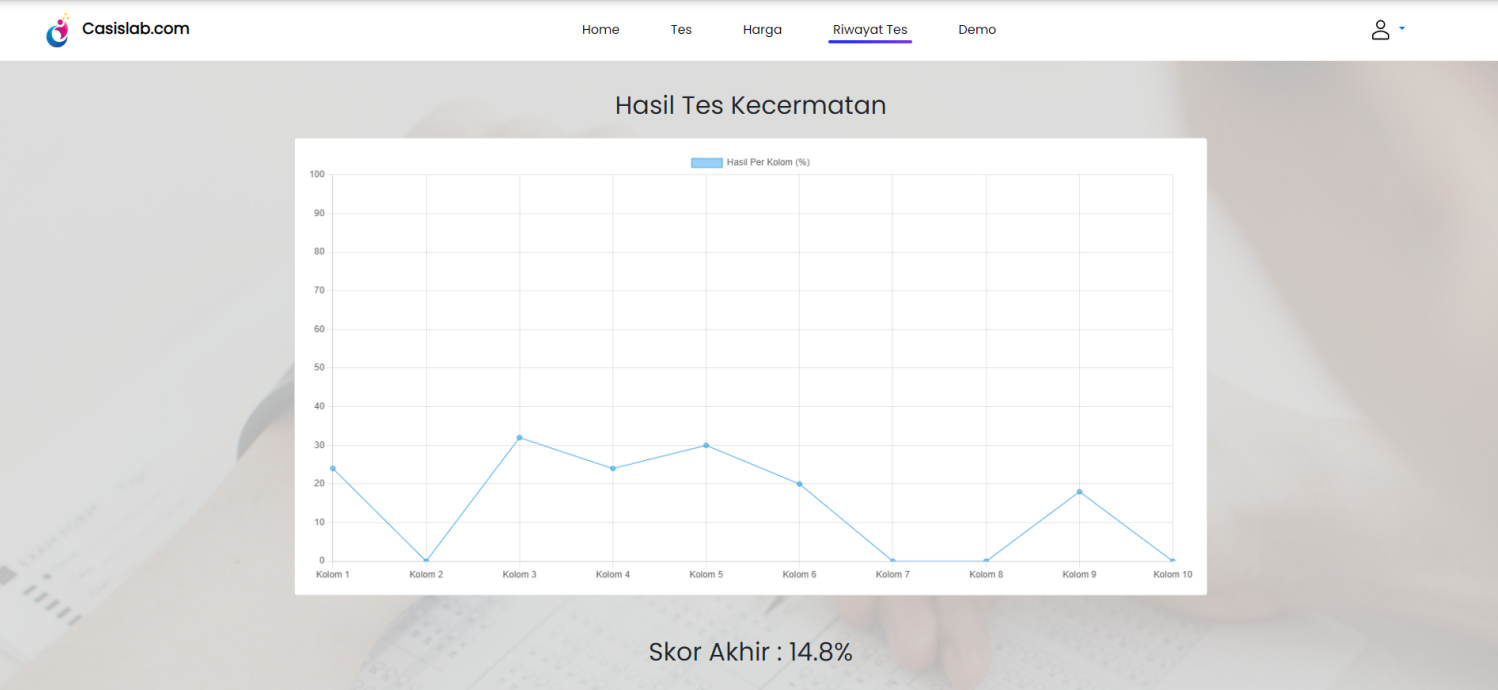 Casislab.com
Home Tes Harga Riwayat Tes Demo
Hasil Tes Kecermatan
Hasil Per Kolom (%)
100
90
80
70
60
50
40
30
20
10
0
Kolom 1 Kolom 2 Kolom 3 Kolom 4 Kolom 5 Kolom 6 Kolom 7 Kolom 8 Kolom 9 Kolom 10
Skor Akhir : 14.8%